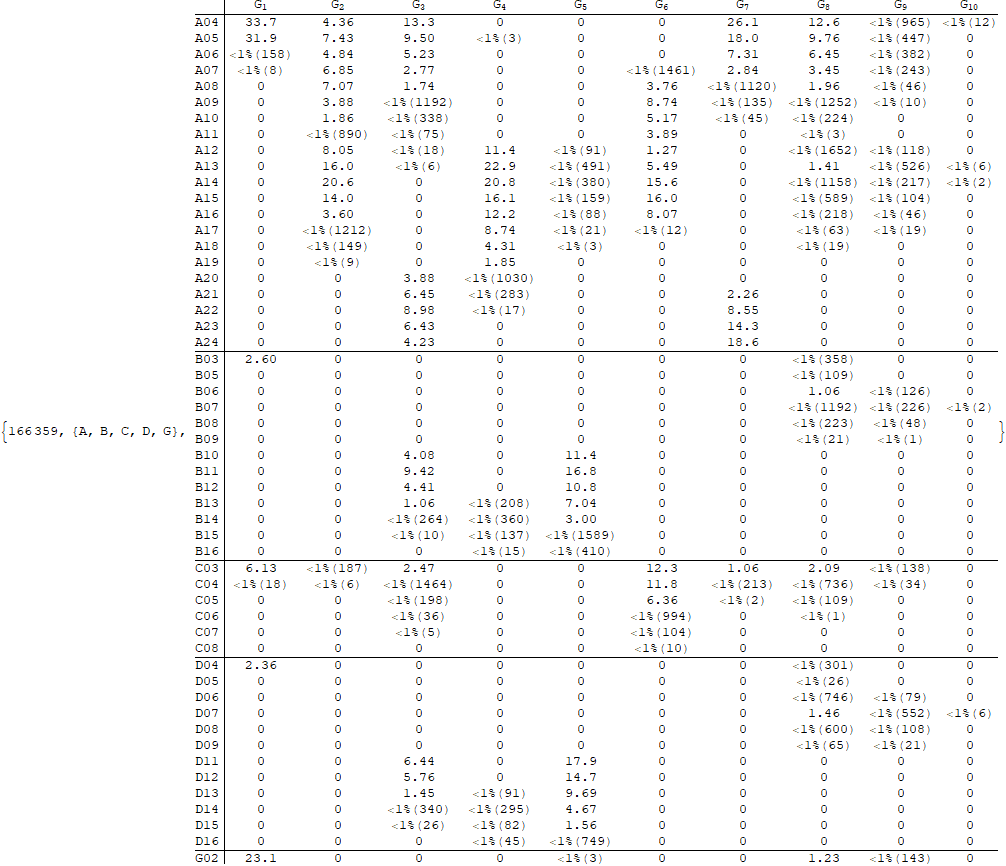 G1 G2 G3 G4 G5 G6 G7 G8 G9 G10
A04 33.7 4.36 13.3 0 0 0 26.1 12.6 <1%(965) <1%(12)
A05 31.9 7.43 9.50 <1%(3) 0 0 18.0 9.76 <1%(447) 0
A06 <1%(158) 4.84 5.23 0 0 0 7.31 6.45 <1%(382) 0
A07 <1%(8) 6.85 2.77 0 0 <1%(1461) 2.84 3.45 <1%(243) 0
A08 0 7.07 1.74 0 0 3.76 <1%(1120) 1.96 <1%(46) 0
A09 0 3.88 <1%(1192) 0 0 8.74 <1%(135) <1%(1252) <1%(10) 0
A10 0 1.86 <1%(338) 0 0 5.17 <1%(45) <1%(224) 0 0
A11 0 <1%(890) <1%(75) 0 0 3.89 0 <1%(3) 0 0
A12 0 8.05 <1%(18) 11.4 <1%(91) 1.27 0 <1%(1652) <1%(118) 0
A13 0 16.0 <1%(6) 22.9 <1%(491) 5.49 0 1.41 <1%(526) <1%(6)
A14 0 20.6 0 20.8 <1%(380) 15.6 0 <1%(1158) <1%(217) <1%(2)
A15 0 14.0 0 16.1 <1%(159) 16.0 0 <1%(589) <1%(104) 0
A16 0 3.60 0 12.2 <1%(88) 8.07 0 <1%(218) <1%(46) 0
A17 0 <1%(1212) 0 8.74 <1%(21) <1%(12) 0 <1%(63) <1%(19) 0
A18 0 <1%(149) 0 4.31 <1%(3) 0 0 <1%(19) 0 0
A19 0 <1%(9) 0 1.85 0 0 0 0 0 0
A20 0 0 3.88 <1%(1030) 0 0 0 0 0 0
A21 0 0 6.45 <1%(283) 0 0 2.26 0 0 0
A22 0 0 8.98 <1%(17) 0 0 8.55 0 0 0
A23 0 0 6.43 0 0 0 14.3 0 0 0
A24 0 0 4.23 0 0 0 18.6 0 0 0
B03 2.60 0 0 0 0 0 0 <1%(358) 0 0
B05 0 0 0 0 0 0 0 <1%(109) 0 0
B06 0 0 0 0 0 0 0 1.06 <1%(126) 0
B07 0 0 0 0 0 0 0 <1%(1192) <1%(226) <1%(2)
{166359, {A, B, C, D, G}, B08 0 0 0 0 0 0 0 <1%(223) <1%(48) 0 }
B09 0 0 0 0 0 0 0 <1%(21) <1%(1) 0
B10 0 0 4.08 0 11.4 0 0 0 0 0
B11 0 0 9.42 0 16.8 0 0 0 0 0
B12 0 0 4.41 0 10.8 0 0 0 0 0
B13 0 0 1.06 <1%(208) 7.04 0 0 0 0 0
B14 0 0 <1%(264) <1%(360) 3.00 0 0 0 0 0
B15 0 0 <1%(10) <1%(137) <1%(1589) 0 0 0 0 0
B16 0 0 0 <1%(15) <1%(410) 0 0 0 0 0
C03 6.13 <1%(187) 2.47 0 0 12.3 1.06 2.09 <1%(138) 0
C04 <1%(18) <1%(6) <1%(1464) 0 0 11.8 <1%(213) <1%(736) <1%(34) 0
C05 0 0 <1%(198) 0 0 6.36 <1%(2) <1%(109) 0 0
C06 0 0 <1%(36) 0 0 <1%(994) 0 <1%(1) 0 0
C07 0 0 <1%(5) 0 0 <1%(104) 0 0 0 0
C08 0 0 0 0 0 <1%(10) 0 0 0 0
D04 2.36 0 0 0 0 0 0 <1%(301) 0 0
D05 0 0 0 0 0 0 0 <1%(26) 0 0
D06 0 0 0 0 0 0 0 <1%(746) <1%(79) 0
D07 0 0 0 0 0 0 0 1.46 <1%(552) <1%(6)
D08 0 0 0 0 0 0 0 <1%(600) <1%(108) 0
D09 0 0 0 0 0 0 0 <1%(65) <1%(21) 0
D11 0 0 6.44 0 17.9 0 0 0 0 0
D12 0 0 5.76 0 14.7 0 0 0 0 0
D13 0 0 1.45 <1%(91) 9.69 0 0 0 0 0
D14 0 0 <1%(340) <1%(295) 4.67 0 0 0 0 0
D15 0 0 <1%(26) <1%(82) 1.56 0 0 0 0 0
D16 0 0 0 <1%(45) <1%(749) 0 0 0 0 0
G02 23.1 0 0 0 <1%(3) 0 0 1.23 <1%(143) 0